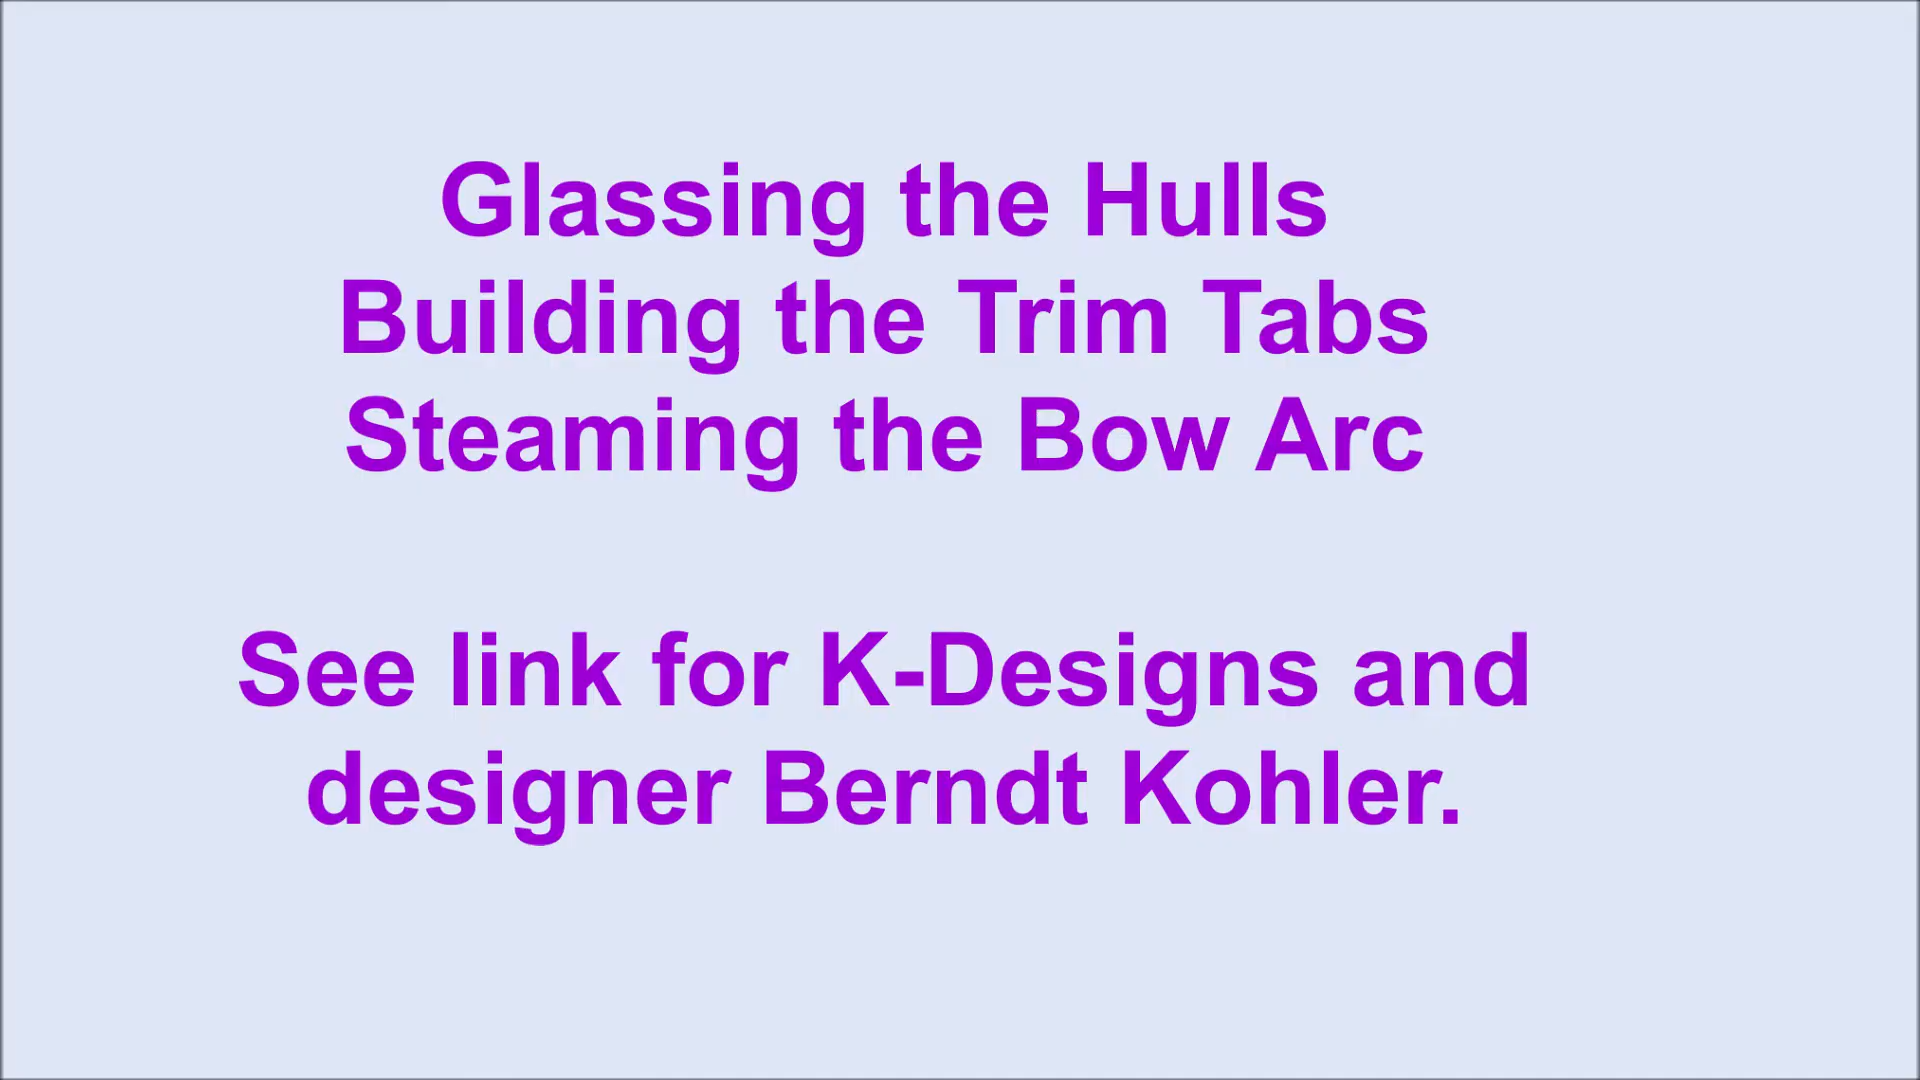 Glassing the Hulls
Building the Trim Tabs
Steaming the Bow Arc
See link for K-Designs and
designer Berndt Kohler.